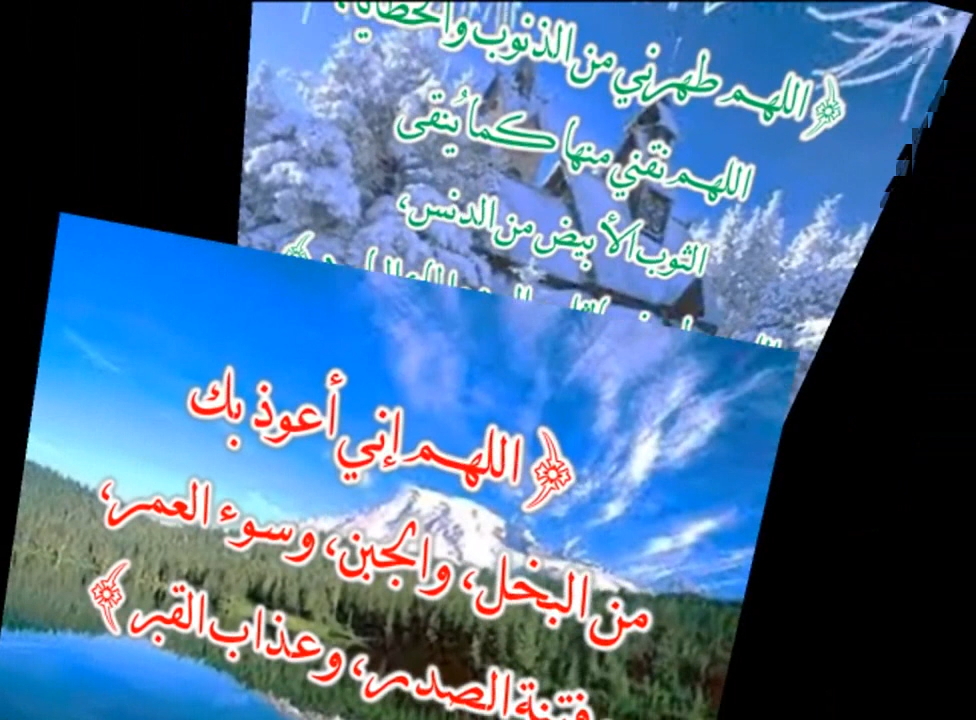 ﴿اللهم طهرني من الذنوب والخطايا،
اللهم نقني منها كما يُنقى
الثوب الأبيض من الدنس،
﴿اللهم إني أعوذ بك
من البخل، والجبن، وسوء العمر،
وفتنة الصدر، وعذاب القبر﴾